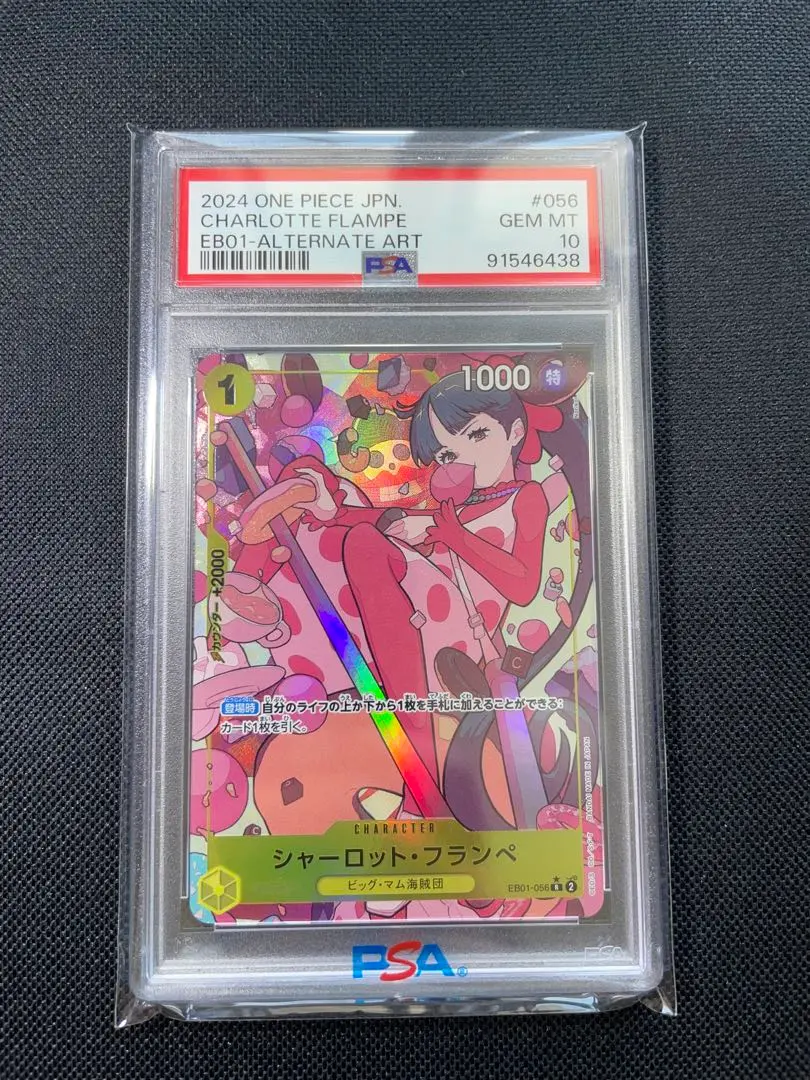 2024 ONE PIECE JPN. #056
CHARLOTTE FLAMPE GEM MT
EB01-ALTERNATE ART 10
PSA 91546438
1 1000 特
カウンター +2000
登場時 自分のライフの上か下から1枚を手札に加えることができる:
カード1枚を引く。
C
C
CHARACTER
シャーロット・フランペ
ビッグ・マム海賊団
EB01-056 R 2
BANDAI MADE IN JAPAN
PSA